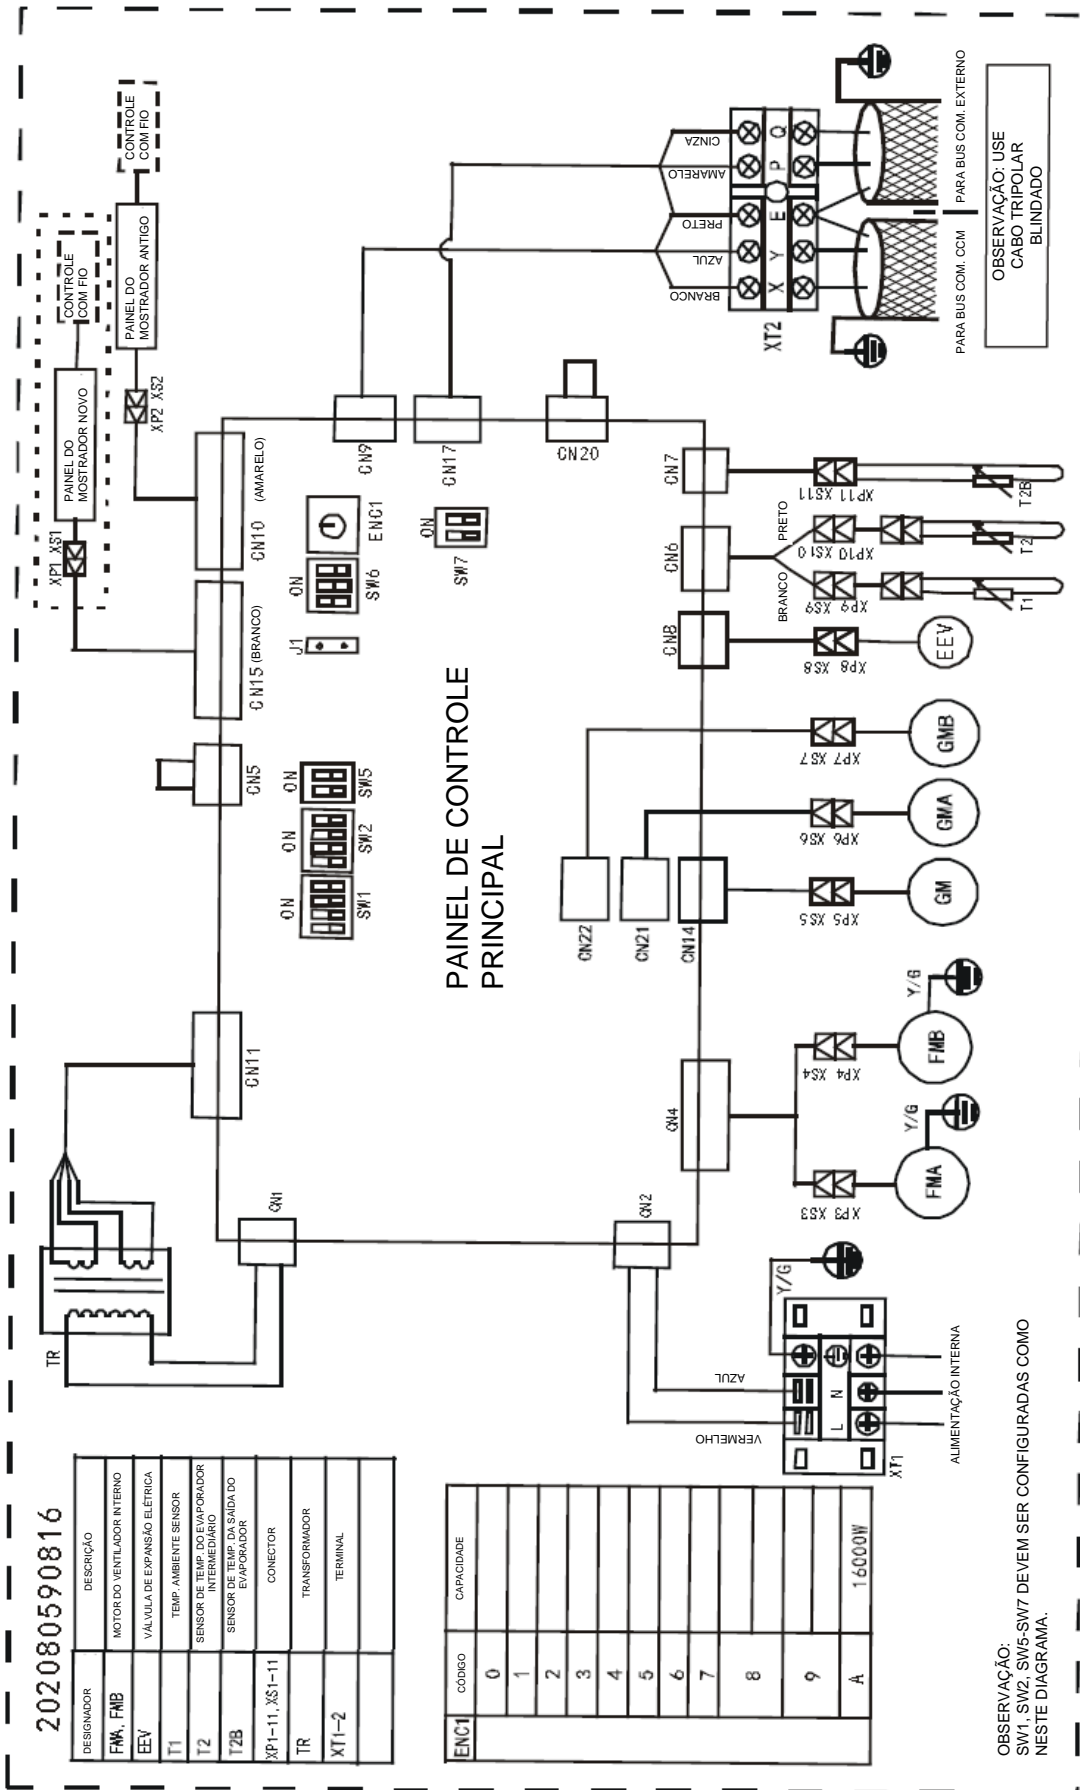 202080590816
DESIGNADOR DESCRIÇÃO
FMA, FMB MOTOR DO VENTILADOR INTERNO
EEV VÁLVULA DE EXPANSÃO ELÉTRICA
T1 TEMP. AMBIENTE SENSOR
T2 SENSOR DE TEMP. DO EVAPORADOR
INTERMEDIÁRIO
T2B SENSOR DE TEMP. DA SAÍDA DO
EVAPORADOR
XP1-11, XS1-11 CONECTOR
TR TRANSFORMADOR
XT1-2 TERMINAL
ENC1 CÓDIGO CAPACIDADE
0
1
2
3
4
5
6
7
8
9
A 16000W
OBSERVAÇÃO:
SW1, SW2, SW5-SW7 DEVEM SER CONFIGURADAS COMO
NESTE DIAGRAMA.
TR
CN1
CN11
CN5
CN15 (BRANCO)
CN10 (AMARELO)
XP1 XS1
PAINEL DO
MOSTRADOR NOVO
CONTROLE
COM FIO
XP2 XS2
PAINEL DO
MOSTRADOR ANTIGO
CONTROLE
COM FIO
ON
SW1
ON
SW2
ON
SW5
J1
ON
SW6
ENC1
ON
SW7
PAINEL DE CONTROLE
PRINCIPAL
CN9
CN17
CN20
CN2
CN4
CN22
CN21
CN14
CN8
CN6
CN7
VERMELHO
AZUL
Y/G
XT1
L N
ALIMENTAÇÃO INTERNA
XS3 XP3
FMA
Y/G
XS4 XP4
FMB
Y/G
XS5 XP5
GM
XS6 XP6
GMA
XS7 XP7
GMB
XS8 XP8
EEV
BRANCO
PRETO
XS9 XP9
T1
XS10 XP10
T2
XS11 XP11
T2B
XT2
BRANCO
AZUL
PRETO
AMARELO
CINZA
X Y E P Q
PARA BUS COM. CCM
PARA BUS COM. EXTERNO
OBSERVAÇÃO: USE
CABO TRIPOLAR
BLINDADO